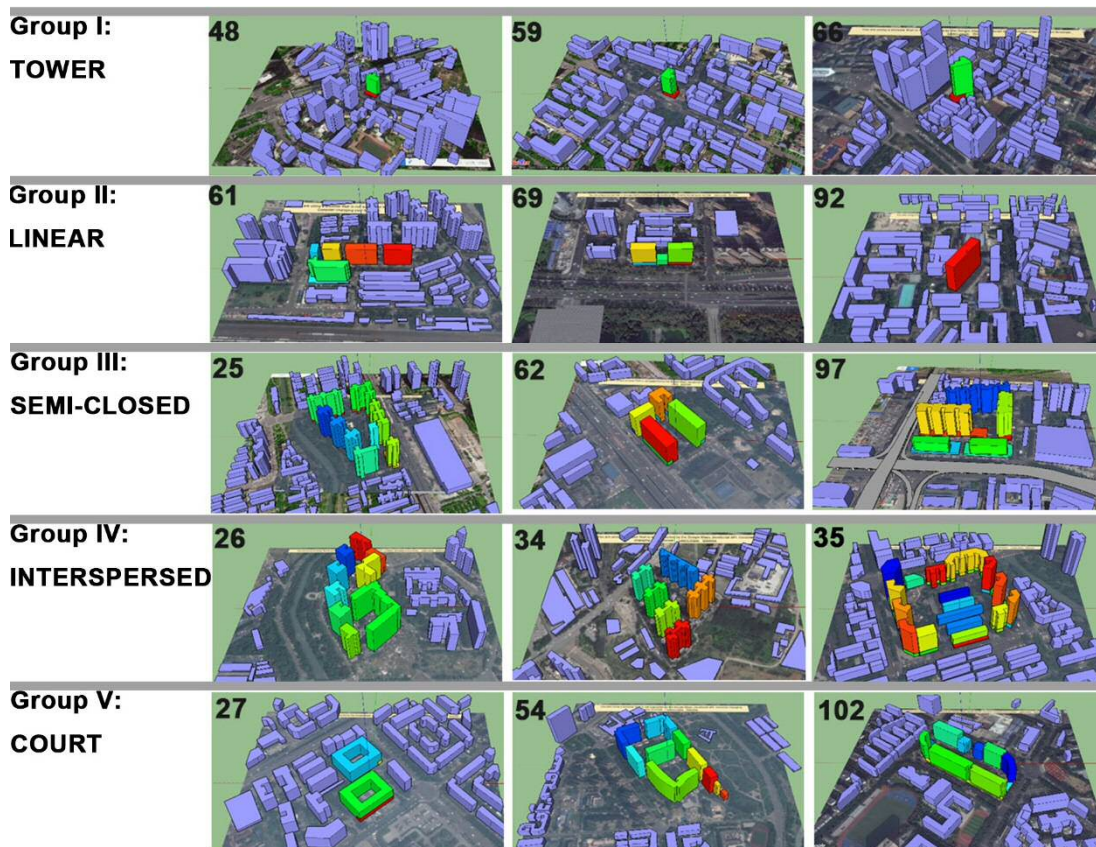 Group I:
TOWER
48
59
66
Group II:
LINEAR
61
69
92
Group III:
SEMI-CLOSED
25
62
97
Group IV:
INTERSPERSED
26
34
35
Group V:
COURT
27
54
102